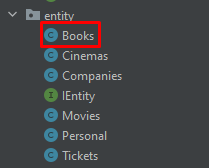 entity
C Books
C Cinemas
C Companies
I IEntity
C Movies
C Personal
C Tickets